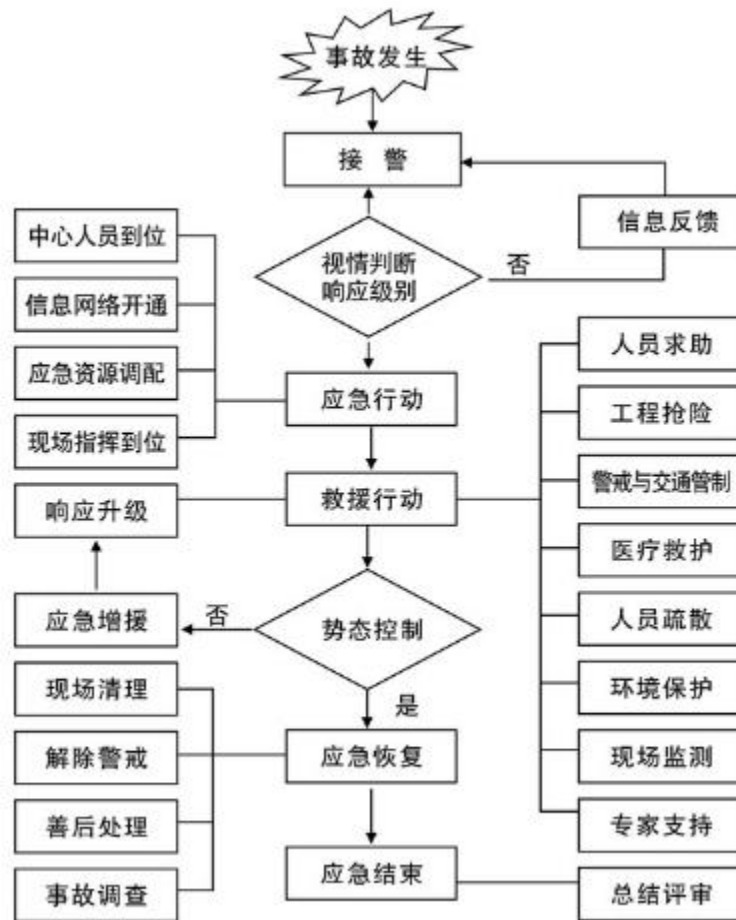 事故发生
接 警
信息反馈
中心人员到位
视情判断
响应级别
否
信息网络开通
人员求助
应急资源调配
应急行动
工程抢险
现场指挥到位
警戒与交通管制
响应升级
救援行动
医疗救护
应急增援
否
势态控制
人员疏散
现场清理
环境保护
是
解除警戒
应急恢复
现场监测
善后处理
专家支持
事故调查
应急结束
总结评审